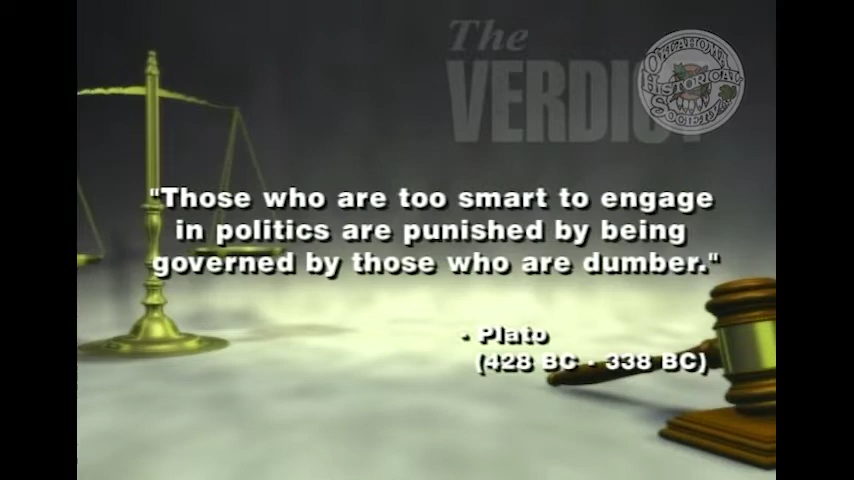 The
VERDICT
OKLAHOMA
HISTORICAL
SOCIETY
"Those who are too smart to engage
in politics are punished by being
governed by those who are dumber."
- Plato
(428 BC - 338 BC)